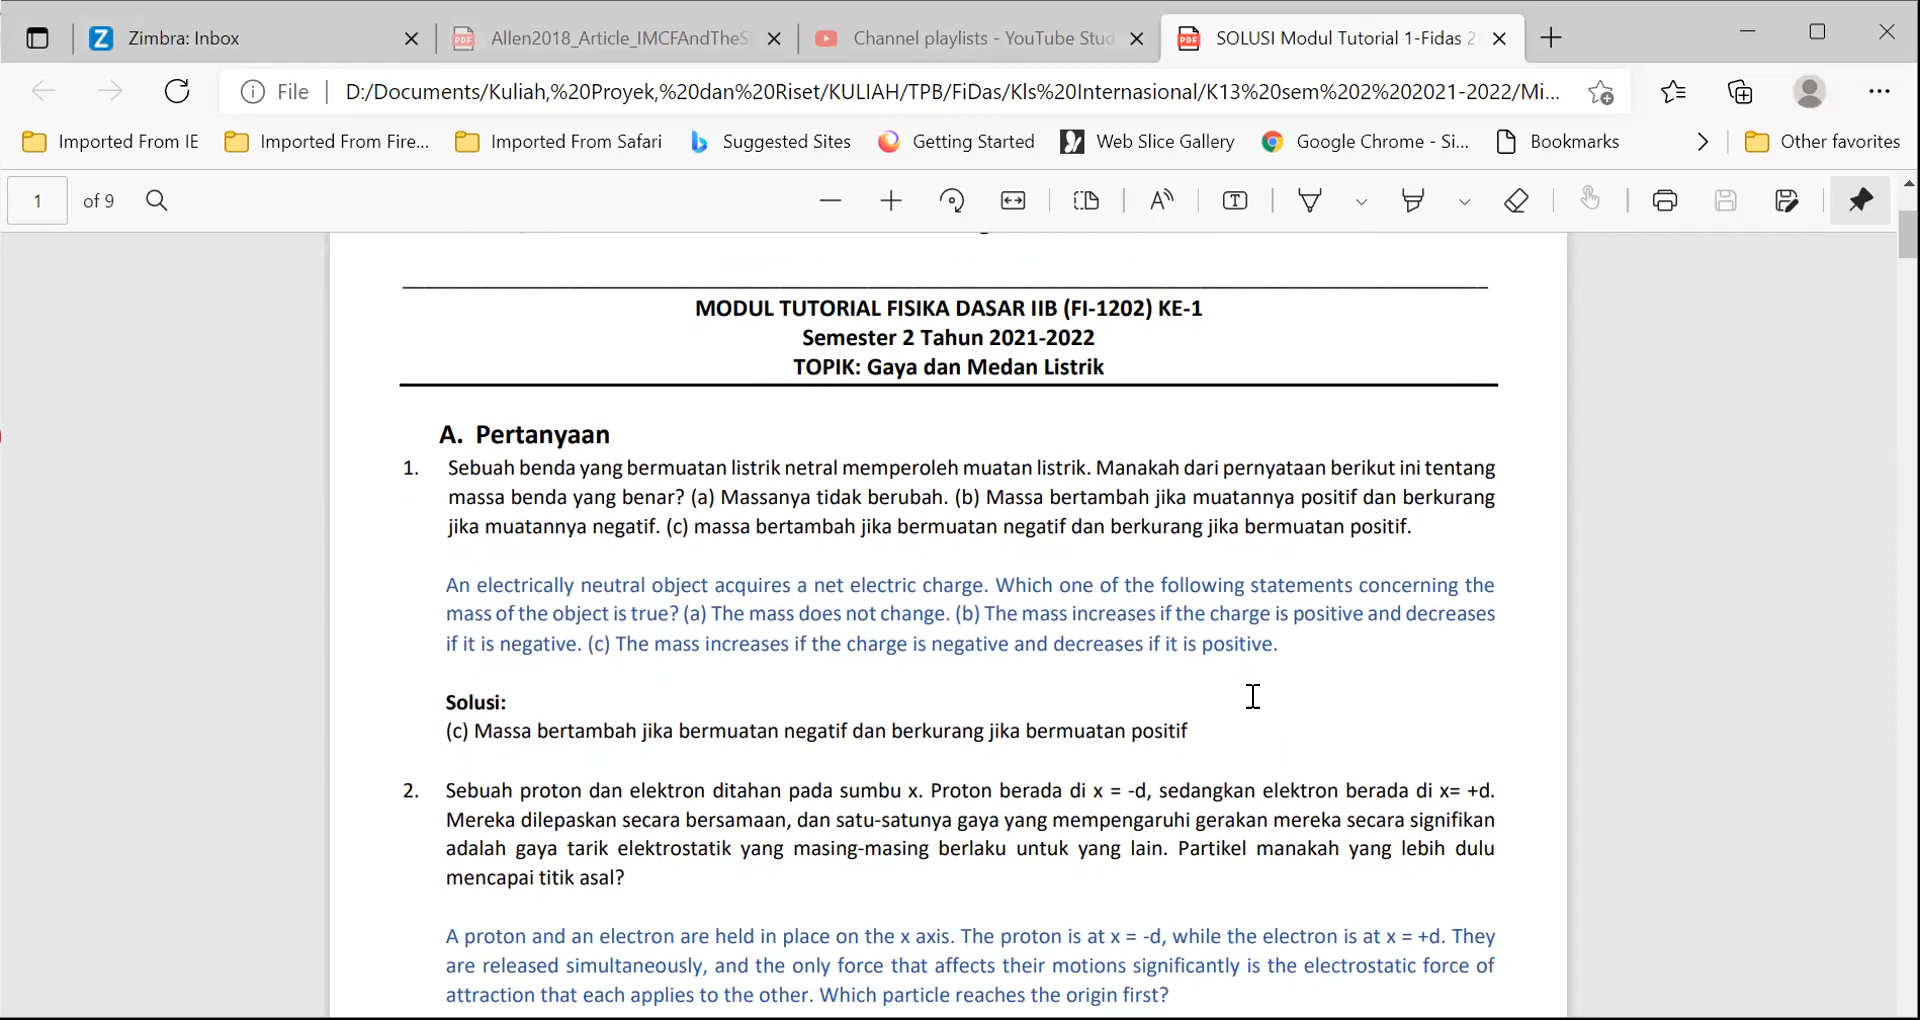 Zimbra: Inbox
Allen2018_Article_IMCFAndTheS
Channel playlists - YouTube Stud
SOLUSI Modul Tutorial 1-Fidas 2
File
D:/Documents/Kuliah,%20Proyek,%20dan%20Riset/KULIAH/TPB/FiDas/Kls%20Internasional/K13%20sem%202%202021-2022/Mi...
Imported From IE
Imported From Fire...
Imported From Safari
Suggested Sites
Getting Started
Web Slice Gallery
Google Chrome - Si...
Bookmarks
Other favorites
1 of 9
MODUL TUTORIAL FISIKA DASAR IIB (FI-1202) KE-1
Semester 2 Tahun 2021-2022
TOPIK: Gaya dan Medan Listrik
A. Pertanyaan
1. Sebuah benda yang bermuatan listrik netral memperoleh muatan listrik. Manakah dari pernyataan berikut ini tentang
massa benda yang benar? (a) Massanya tidak berubah. (b) Massa bertambah jika muatannya positif dan berkurang
jika muatannya negatif. (c) massa bertambah jika bermuatan negatif dan berkurang jika bermuatan positif.
An electrically neutral object acquires a net electric charge. Which one of the following statements concerning the
mass of the object is true? (a) The mass does not change. (b) The mass increases if the charge is positive and decreases
if it is negative. (c) The mass increases if the charge is negative and decreases if it is positive.
Solusi:
(c) Massa bertambah jika bermuatan negatif dan berkurang jika bermuatan positif
2. Sebuah proton dan elektron ditahan pada sumbu x. Proton berada di x = -d, sedangkan elektron berada di x= +d.
Mereka dilepaskan secara bersamaan, dan satu-satunya gaya yang mempengaruhi gerakan mereka secara signifikan
adalah gaya tarik elektrostatik yang masing-masing berlaku untuk yang lain. Partikel manakah yang lebih dulu
mencapai titik asal?
A proton and an electron are held in place on the x axis. The proton is at x = -d, while the electron is at x = +d. They
are released simultaneously, and the only force that affects their motions significantly is the electrostatic force of
attraction that each applies to the other. Which particle reaches the origin first?